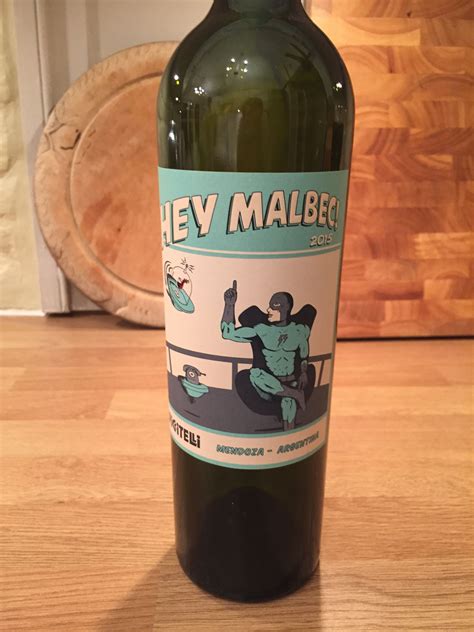 HEY MALBEC!
2015
MENDOZA - ARGENTINA